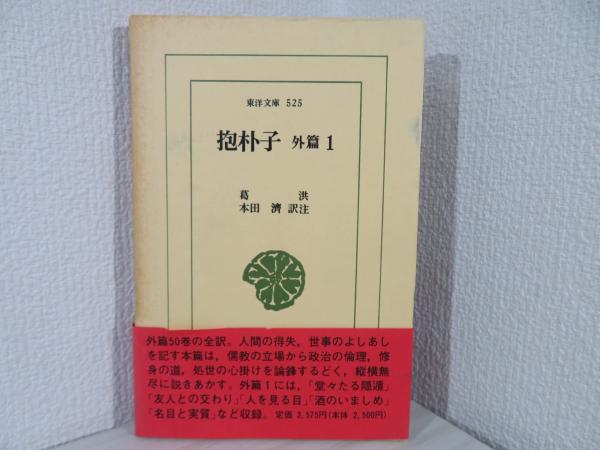 東洋文庫 525
抱朴子 外篇 1
葛 洪
本田 濟 訳注
外篇50巻の全訳。人間の得失，世事のよしあし
を記す本篇は，儒教の立場から政治の倫理，修
身の道，処世の心掛けを論鋒するどく，縦横無
尽に説きあかす。外篇1には，「堂々たる隠遁」
「友人との交わり」「人を見る目」「酒のいましめ」
「名目と実質」など収録。定価 2,575円(本体 2,500円)